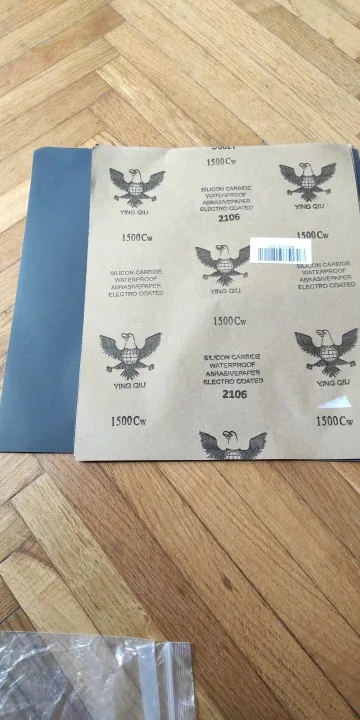 1500Cw
SILICON CARBIDE
WATERPROOF
ABRASIVEPAPER
ELECTRO COATED
2106
YING QIU
YING QIU
1500Cw
1500Cw
SILICON CARBIDE
WATERPROOF
ABRASIVEPAPER
ELECTRO COATED
YING QIU
SILICON CARBIDE
WATERPROOF
ABRASIVEPAPER
ELECTRO COATED
1500Cw
SILICON CARBIDE
WATERPROOF
ABRASIVEPAPER
ELECTRO COATED
2106
YING QIU
YING QIU
1500Cw
1500Cw